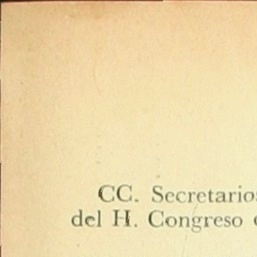 CC. Secretarios
del H. Congreso